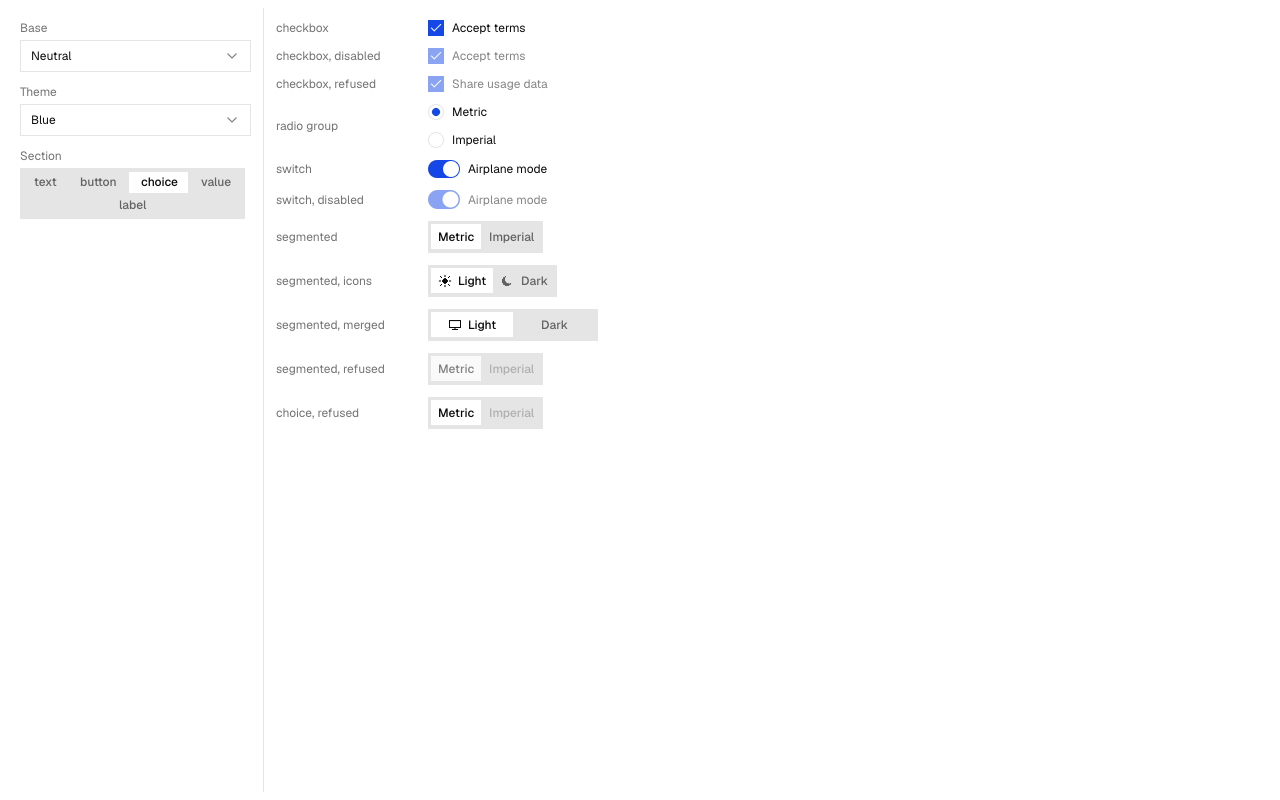 Base
Neutral
Theme
Blue
Section
text button choice value
label
checkbox Accept terms
checkbox, disabled Accept terms
checkbox, refused Share usage data
radio group
Metric
Imperial
switch Airplane mode
switch, disabled Airplane mode
segmented Metric Imperial
segmented, icons Light Dark
segmented, merged Light Dark
segmented, refused Metric Imperial
choice, refused Metric Imperial